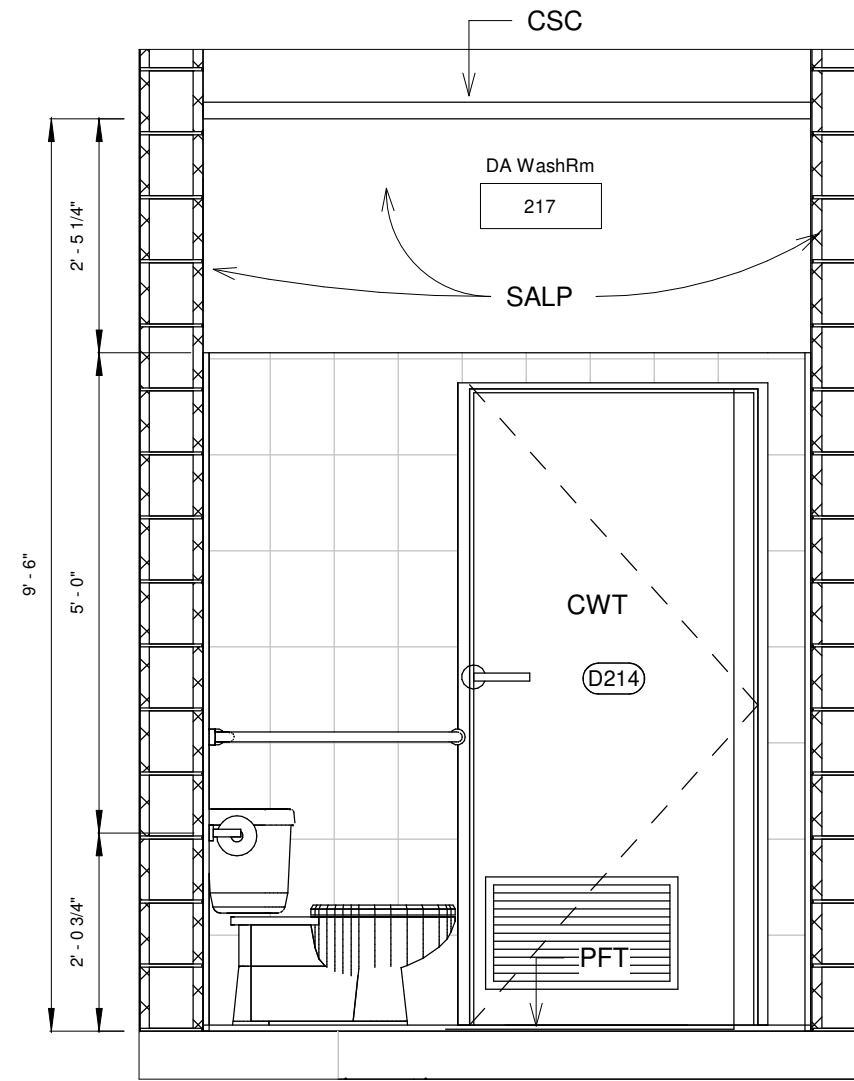 CSC
DA WashRm
217
SALP
2' - 5 1/4"
9' - 6"
5' - 0"
CWT
D214
2' - 0 3/4"
PFT